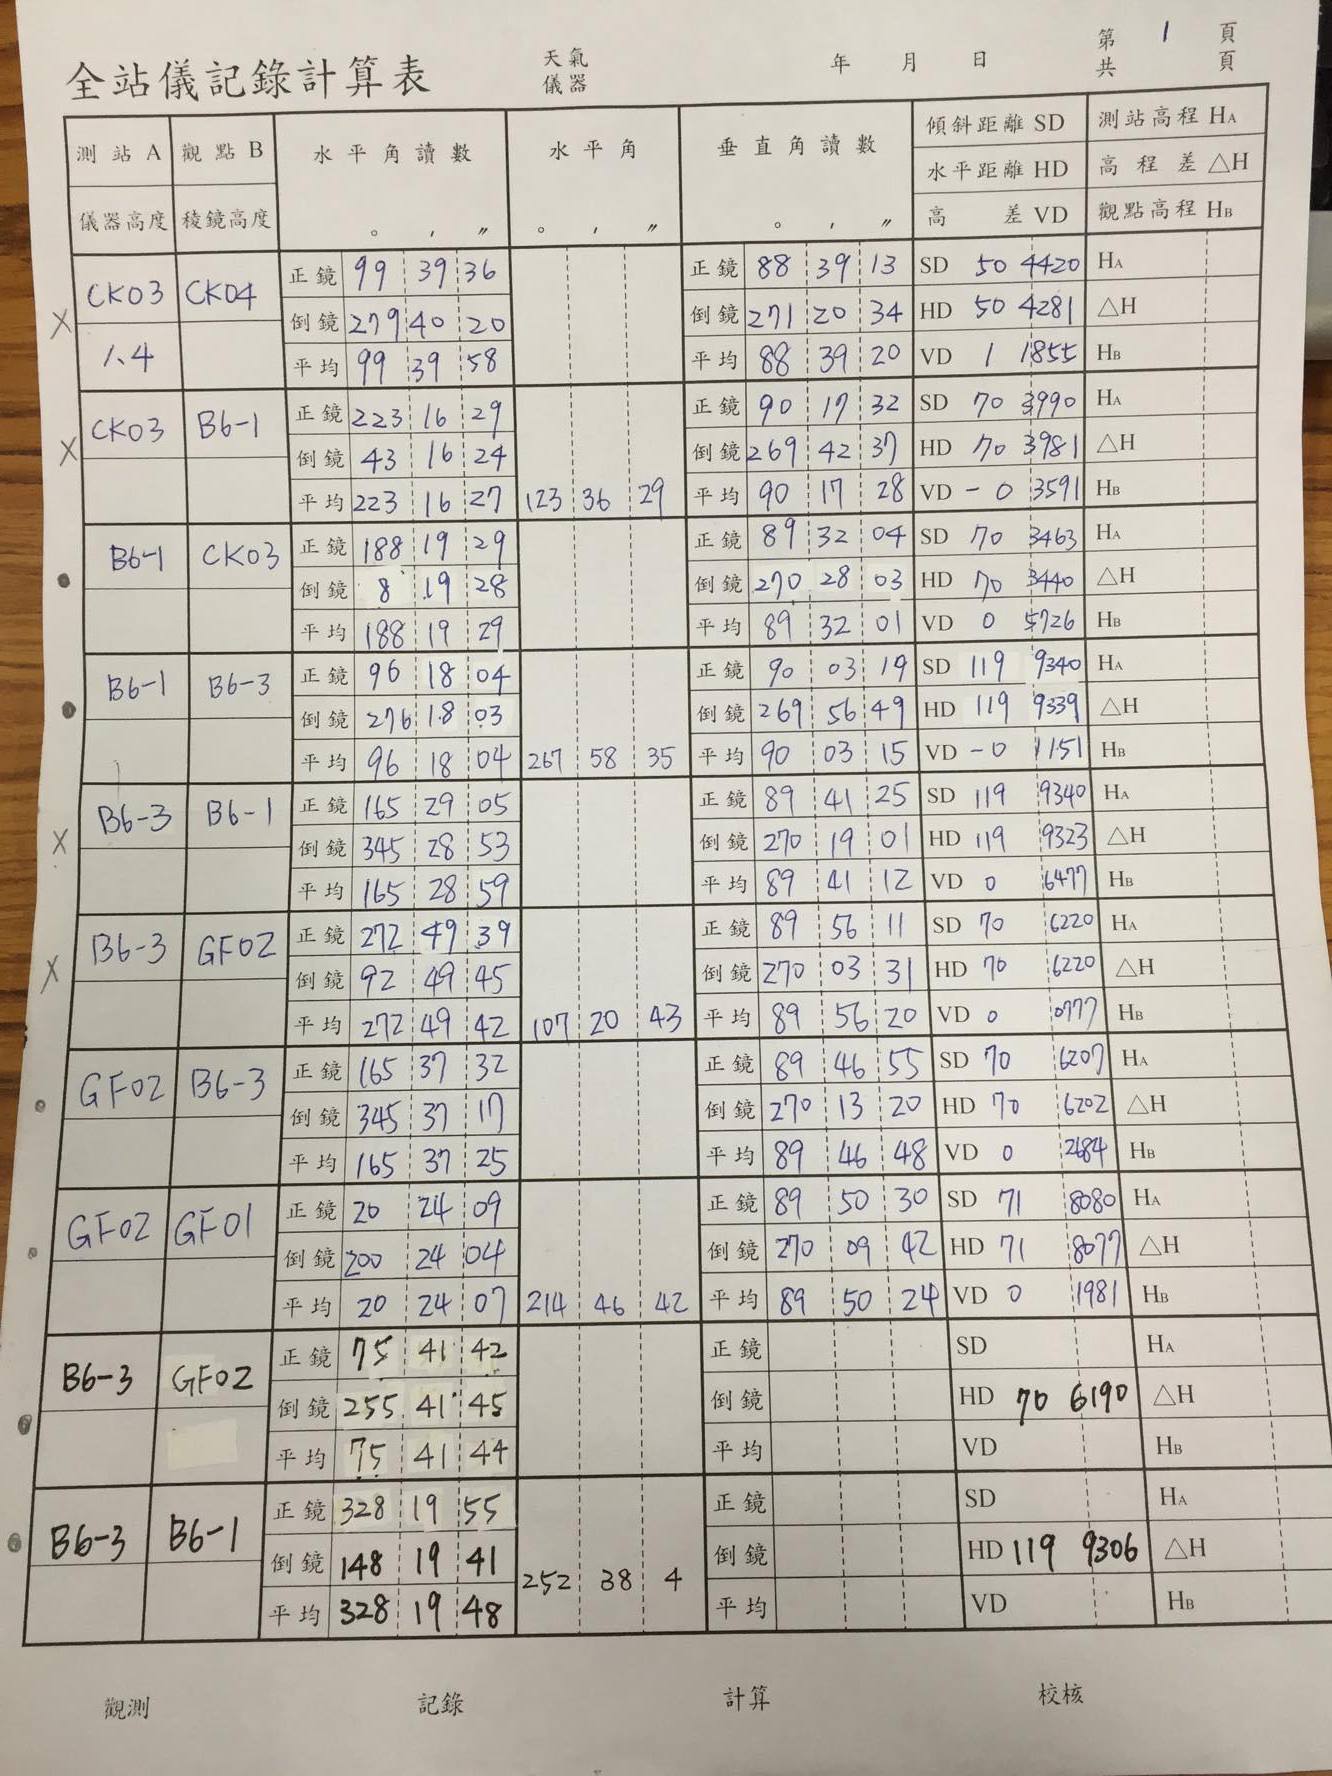 第 1 頁
共 頁
全站儀記錄計算表 天氣 年 月 日
儀器
測站A 觀點B 水平角讀數 水平角 垂直角讀數 傾斜距離 SD 測站高程 HA
水平距離 HD 高程差 △H
儀器高度 稜鏡高度 ° ′ ″ ° ′ ″ ° ′ ″ 高差 VD 觀點高程 HB
CK03 CK04 正鏡 99 39 36 正鏡 88 39 13 SD 50 4420 HA
倒鏡 279 40 20 倒鏡 271 20 34 HD 50 4281 △H
1.4 平均 99 39 58 平均 88 39 20 VD 1 1855 HB
CK03 B6-1 正鏡 223 16 29 正鏡 90 17 32 SD 70 3990 HA
倒鏡 43 16 24 倒鏡 269 42 37 HD 70 3981 △H
平均 223 16 27 123 36 29 平均 90 17 28 VD -0 3591 HB
B6-1 CK03 正鏡 188 19 29 正鏡 89 32 04 SD 70 3463 HA
倒鏡 8 19 28 倒鏡 270 28 03 HD 70 3440 △H
平均 188 19 29 平均 89 32 01 VD 0 5726 HB
B6-1 B6-3 正鏡 96 18 04 正鏡 90 03 19 SD 119 9340 HA
倒鏡 276 18 03 倒鏡 269 56 49 HD 119 9339 △H
平均 96 18 04 267 58 35 平均 90 03 15 VD -0 1151 HB
B6-3 B6-1 正鏡 165 29 05 正鏡 89 41 25 SD 119 9340 HA
倒鏡 345 28 53 倒鏡 270 19 01 HD 119 9323 △H
平均 165 28 59 平均 89 41 12 VD 0 6477 HB
B6-3 GF02 正鏡 272 49 39 正鏡 89 56 11 SD 70 6220 HA
倒鏡 92 49 45 倒鏡 270 03 31 HD 70 6220 △H
平均 272 49 42 107 20 43 平均 89 56 20 VD 0 0777 HB
GF02 B6-3 正鏡 165 37 32 正鏡 89 46 55 SD 70 6207 HA
倒鏡 345 37 17 倒鏡 270 13 20 HD 70 6202 △H
平均 165 37 25 平均 89 46 48 VD 0 2684 HB
GF02 GF01 正鏡 20 24 09 正鏡 89 50 30 SD 71 8080 HA
倒鏡 200 24 04 倒鏡 270 09 42 HD 71 8077 △H
平均 20 24 07 214 46 42 平均 89 50 24 VD 0 1981 HB
B6-3 GF02 正鏡 75 41 42 正鏡 SD HA
倒鏡 255 41 45 倒鏡 HD 70 6190 △H
平均 75 41 44 平均 VD HB
B6-3 B6-1 正鏡 328 19 55 正鏡 SD HA
倒鏡 148 19 41 252 38 4 倒鏡 HD 119 9306 △H
平均 328 19 48 平均 VD HB
觀測 記錄 計算 校核